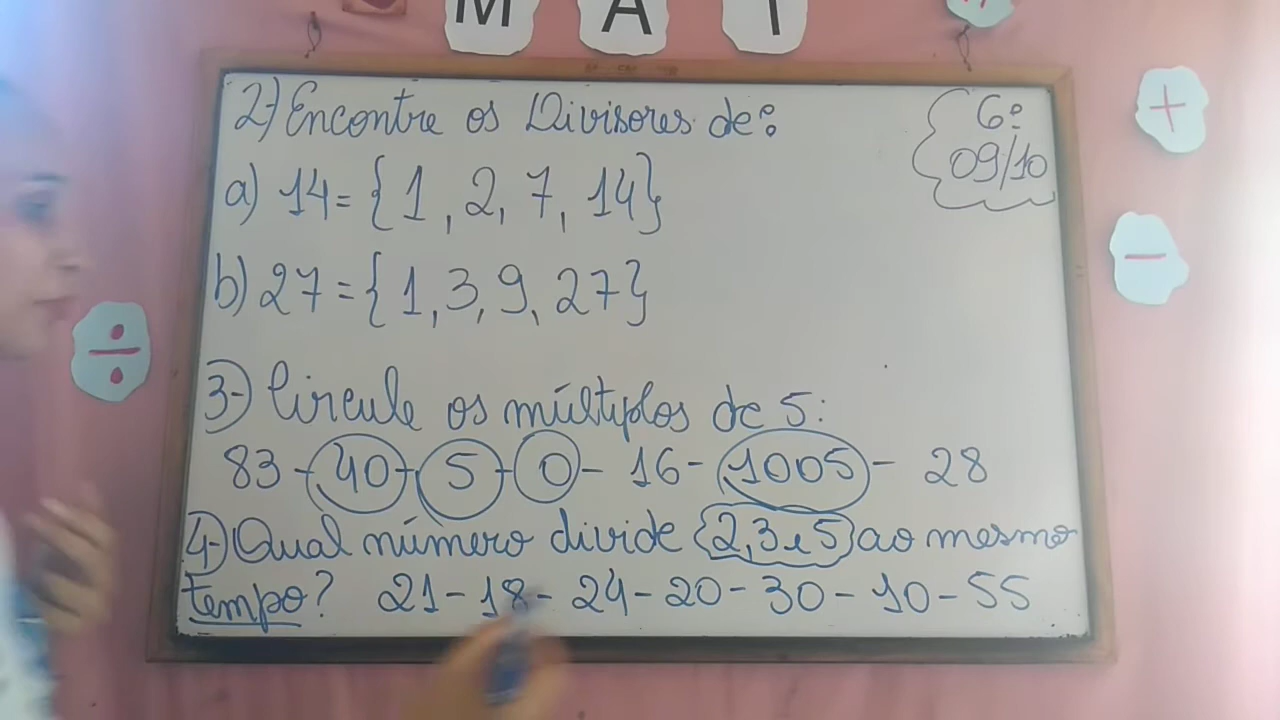 M A T
2-) Encontre os Divisores de:
6º
09/10
a) 14 = {1, 2, 7, 14}
b) 27 = {1, 3, 9, 27}
3-) Circule os múltiplos de 5:
83 - 40 - 5 - 0 - 16 - 1005 - 28
4-) Qual número divide {2, 3 e 5} ao mesmo
tempo? 21 - 18 - 24 - 20 - 30 - 10 - 55
+
-
÷